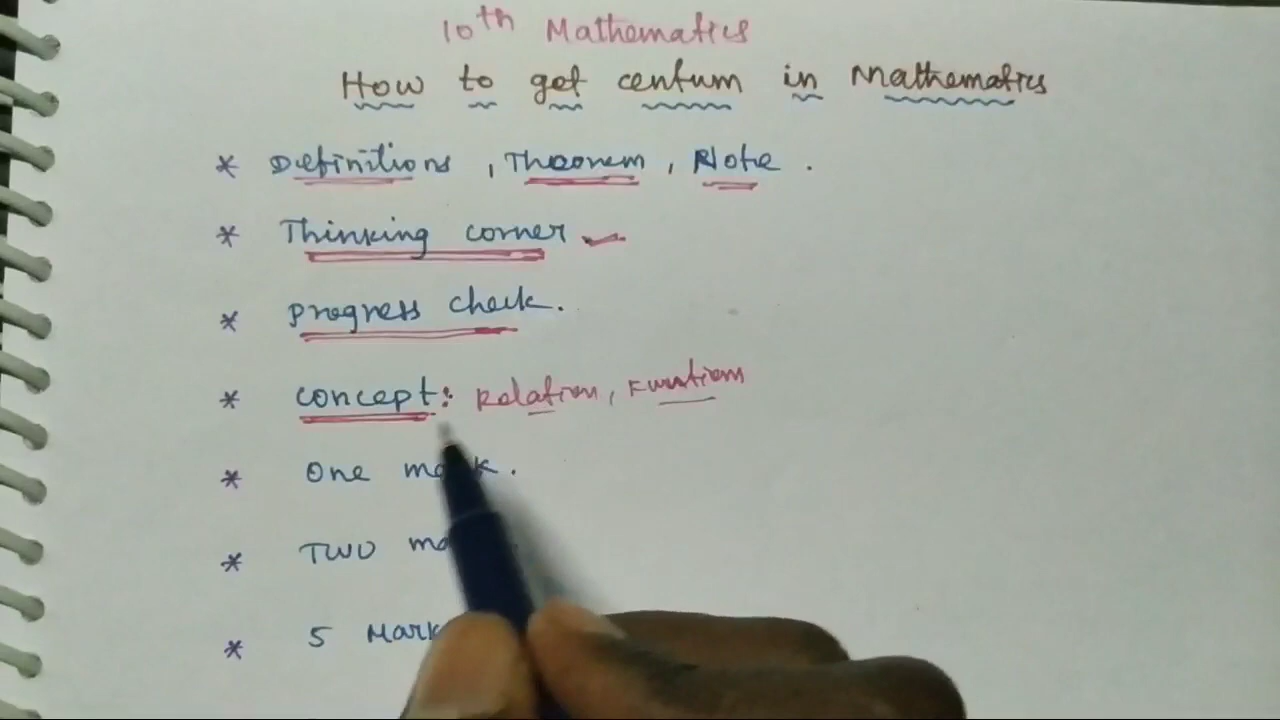 10th Mathematics
How to get centum in Mathematics
* Definitions , Theorem , Note .
* Thinking corner
* Progress check.
* Concept: Relation, Function
* One mark.
* Two
* 5 Mark